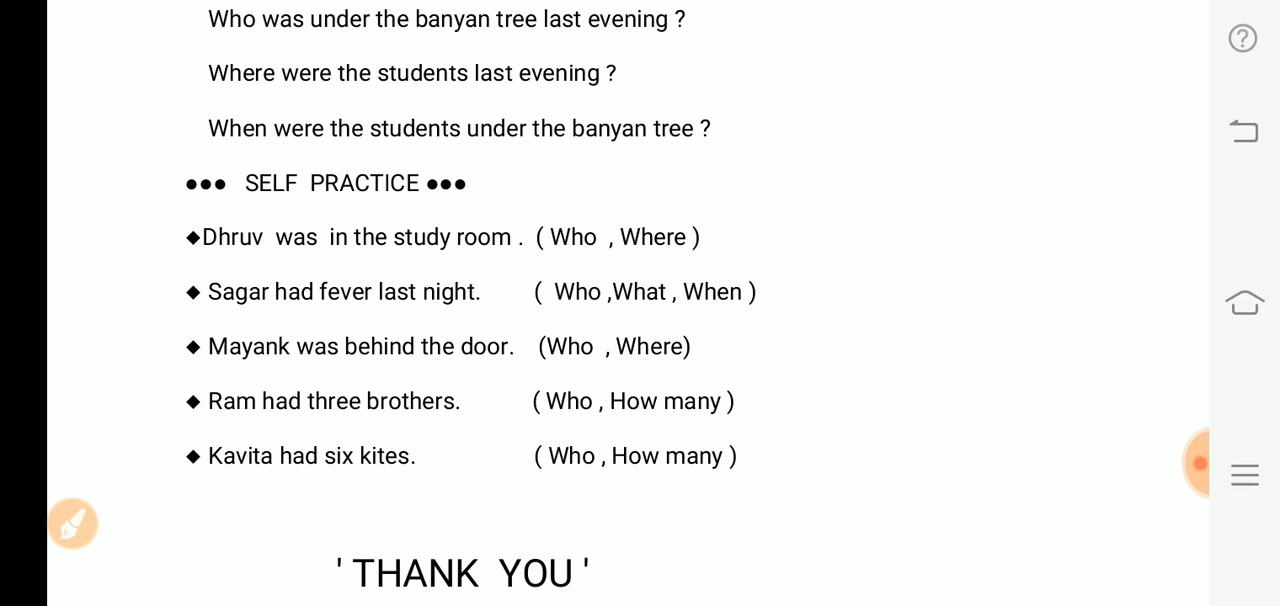 Who was under the banyan tree last evening ?
Where were the students last evening ?
When were the students under the banyan tree ?
●●● SELF PRACTICE ●●●
◆Dhruv was in the study room . ( Who , Where )
◆ Sagar had fever last night. ( Who ,What , When )
◆ Mayank was behind the door. (Who , Where)
◆ Ram had three brothers. ( Who , How many )
◆ Kavita had six kites. ( Who , How many )
' THANK YOU '